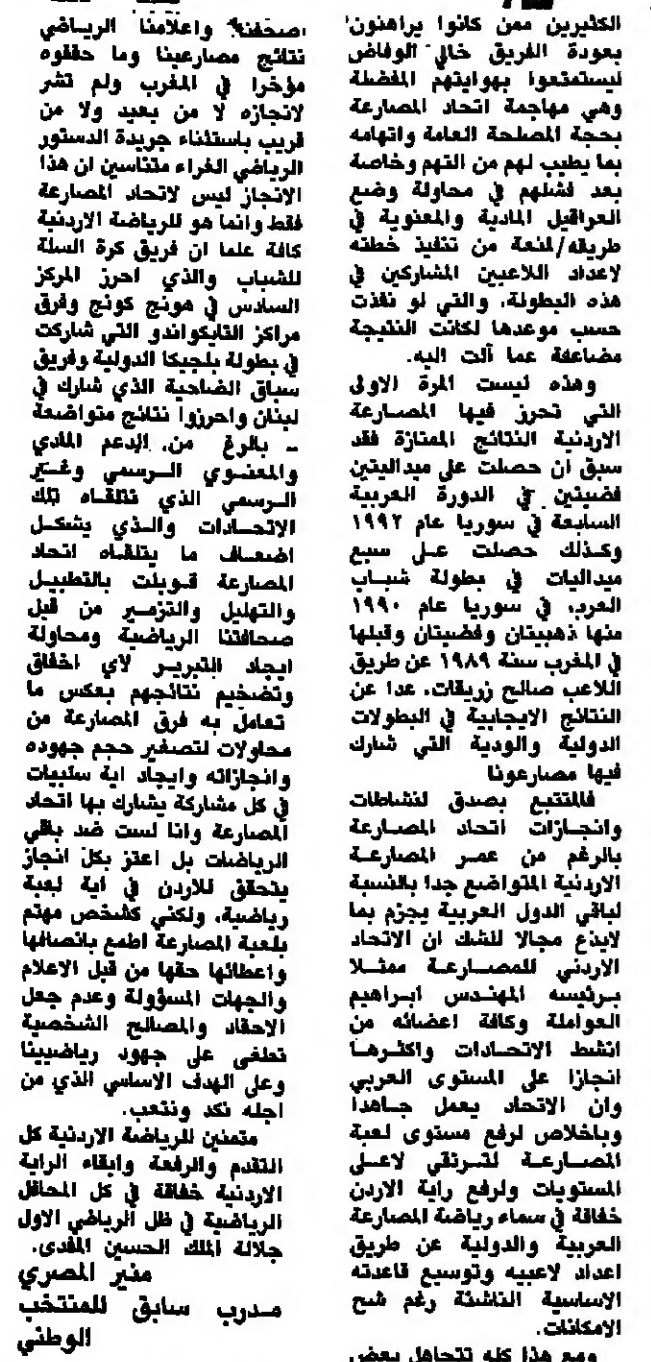 الكثيرين ممن كانوا يراهنون
بعودة الفريق خالي الوفاض
ليستمتعوا بهوايتهم المفضلة
وهي مهاجمة اتحاد المصارعة
بحجة المصلحة العامة واتهامه
بما يطيب لهم من التهم وخاصة
بعد فشلهم في محاولة وضع
العراقيل المادية والمعنوية في
طريقه/لمنعة من تنفيذ خطته
لاعداد اللاعبين المشاركين في
هذه البطولة، والتي لو نفذت
حسب موعدها لكانت النتيجة
مضاعفة عما آلت اليه.
وهذه ليست المرة الاولى
التي تحرز فيها المصارعة
الاردنية النتائج الممتازة فقد
سبق ان حصلت على ميداليتين
فضيتين في الدورة العربية
السابعة في سوريا عام ١٩٩٢
وكذلك حصلت على سبع
ميداليات في بطولة شباب
العرب، في سوريا عام ١٩٩٠
منها ذهبيتان وفضيتان وقبلها
في المغرب سنة ١٩٨٩ عن طريق
اللاعب صالح زريقات، عدا عن
النتائج الايجابية في البطولات
الدولية والودية التي شارك
فيها مصارعونا
فالمتتبع بصدق لنشاطات
وانجازات اتحاد المصارعة
بالرغم من عمر المصارعة
الاردنية المتواضع جدا بالنسبة
لباقي الدول العربية يجزم بما
لايدع مجالا للشك ان الاتحاد
الاردني للمصارعة ممثلا
برئيسه المهندس ابراهيم
العواملة وكافة اعضائه من
انشط الاتحادات واكثرها
انجازا على المستوى العربي
وان الاتحاد يعمل جاهدا
وباخلاص لرفع مستوى لعبة
المصارعة لترتقي لاعلى
المستويات ولرفع راية الاردن
خفاقة في سماء رياضة المصارعة
العربية والدولية عن طريق
اعداد لاعبيه وتوسيع قاعدته
الاساسية الناشئة رغم شح
الامكانات.
ومع هذا كله تتجاهل بعض
صحفنا واعلامنا الرياضي
نتائج مصارعينا وما حققوه
مؤخرا في المغرب ولم تشر
لانجازه لا من بعيد ولا من
قريب باستثناء جريدة الدستور
الرياضي الغراء متناسين ان هذا
الانجاز ليس لاتحاد المصارعة
فقط وانما هو للرياضة الاردنية
كافة علما ان فريق كرة السلة
للشباب والذي احرز المركز
السادس في هونج كونج وفرق
مراكز التايكواندو التي شاركت
في بطولة بلجيكا الدولية وفريق
سباق الضاحية الذي شارك في
لبنان واحرزوا نتائج متواضعة
- بالرغ من، الدعم المادي
والمعنوي الرسمي وغير
الرسمي الذي تتلقاه تلك
الاتحادات والذي يشكل
اضعاف ما يتلقاه اتحاد
المصارعة قوبلت بالتطبيل
والتهليل والتزمير من قبل
صحافتنا الرياضية ومحاولة
ايجاد التبرير لاي اخفاق
وتضخيم نتائجهم بعكس ما
تعامل به فرق المصارعة من
محاولات لتصغير حجم جهوده
وانجازاته وايجاد اية سلبيات
في كل مشاركة يشارك بها اتحاد
المصارعة وانا لست ضد باقي
الرياضات بل اعتز بكل انجاز
يتحقق للاردن في اية لعبة
رياضية، ولكني كشخص مهتم
بلعبة المصارعة اطمع بانصافها
واعطائها حقها من قبل الاعلام
والجهات المسؤولة وعدم جعل
الاحقاد والمصالح الشخصية
تطغى على جهود رياضيينا
وعلى الهدف الاساسي الذي من
اجله نكد ونتعب.
متمنين للرياضة الاردنية كل
التقدم والرفعة وابقاء الراية
الاردنية خفاقة في كل المحافل
الرياضية في ظل الرياضي الاول
جلالة الملك الحسين المفدى.
منير المصري
مدرب سابق للمنتخب
الوطني